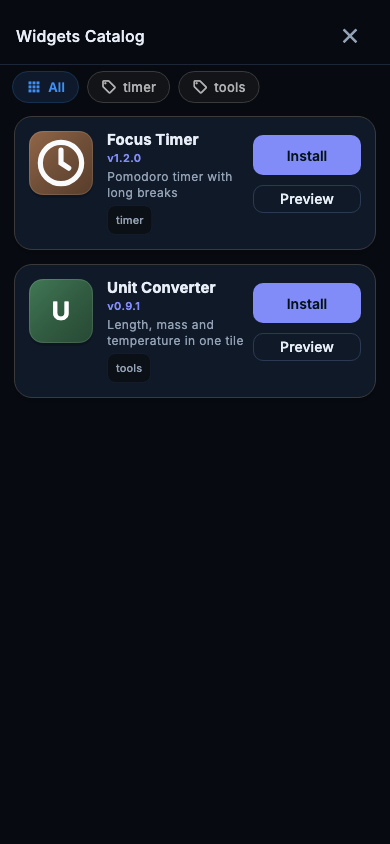 Widgets Catalog
All
timer
tools
Focus Timer
v1.2.0
Pomodoro timer with
long breaks
timer
Install
Preview
U
Unit Converter
v0.9.1
Length, mass and
temperature in one tile
tools
Install
Preview